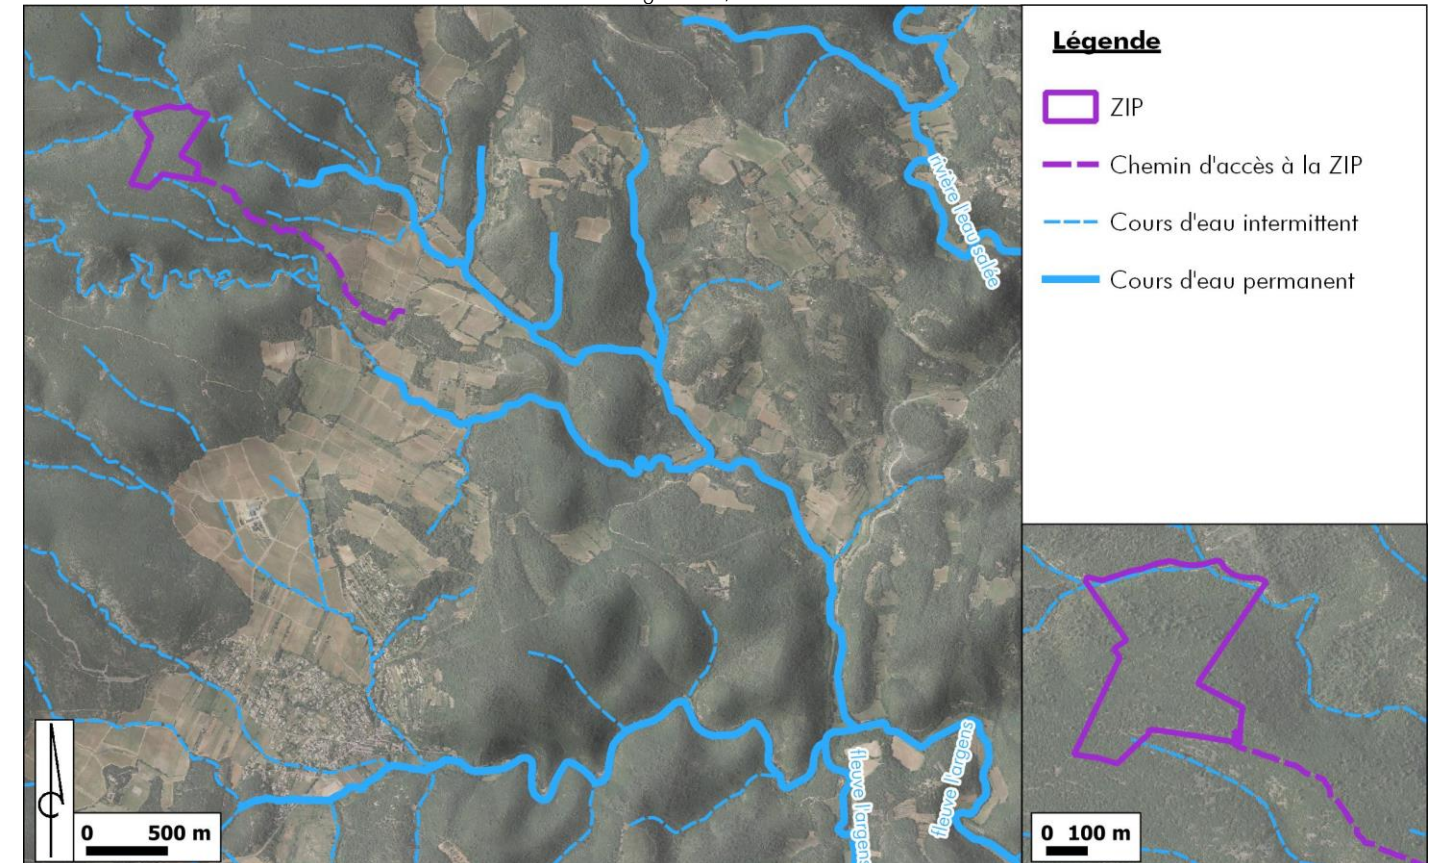 Légende
ZIP
Chemin d'accès à la ZIP
Cours d'eau intermittent
Cours d'eau permanent
rivière l'eau salée
fleuve l'argens
fleuve l'argens
0 500 m
0 100 m